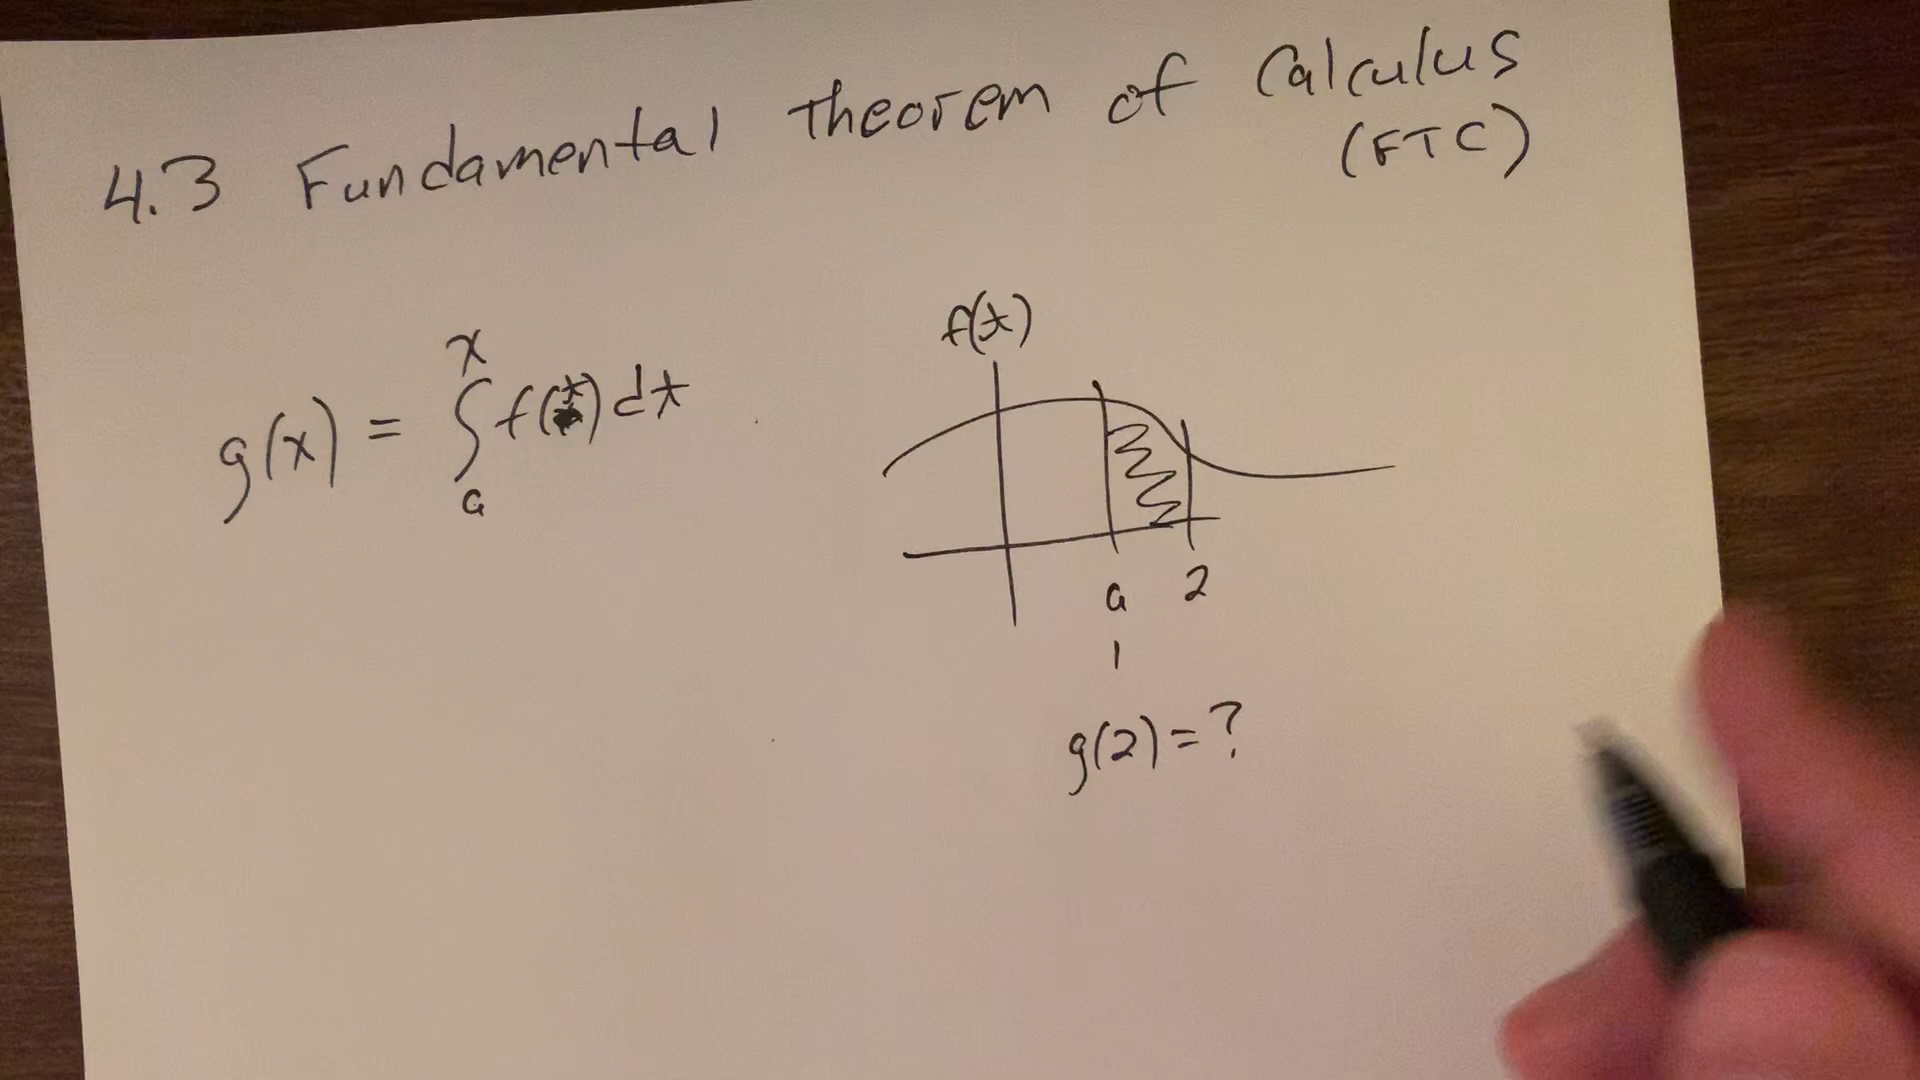 4.3 Fundamental theorem of Calculus
(FTC)
g(x) = ∫ₐˣ f(t) dt
f(t)
a 2
1
g(2) = ?